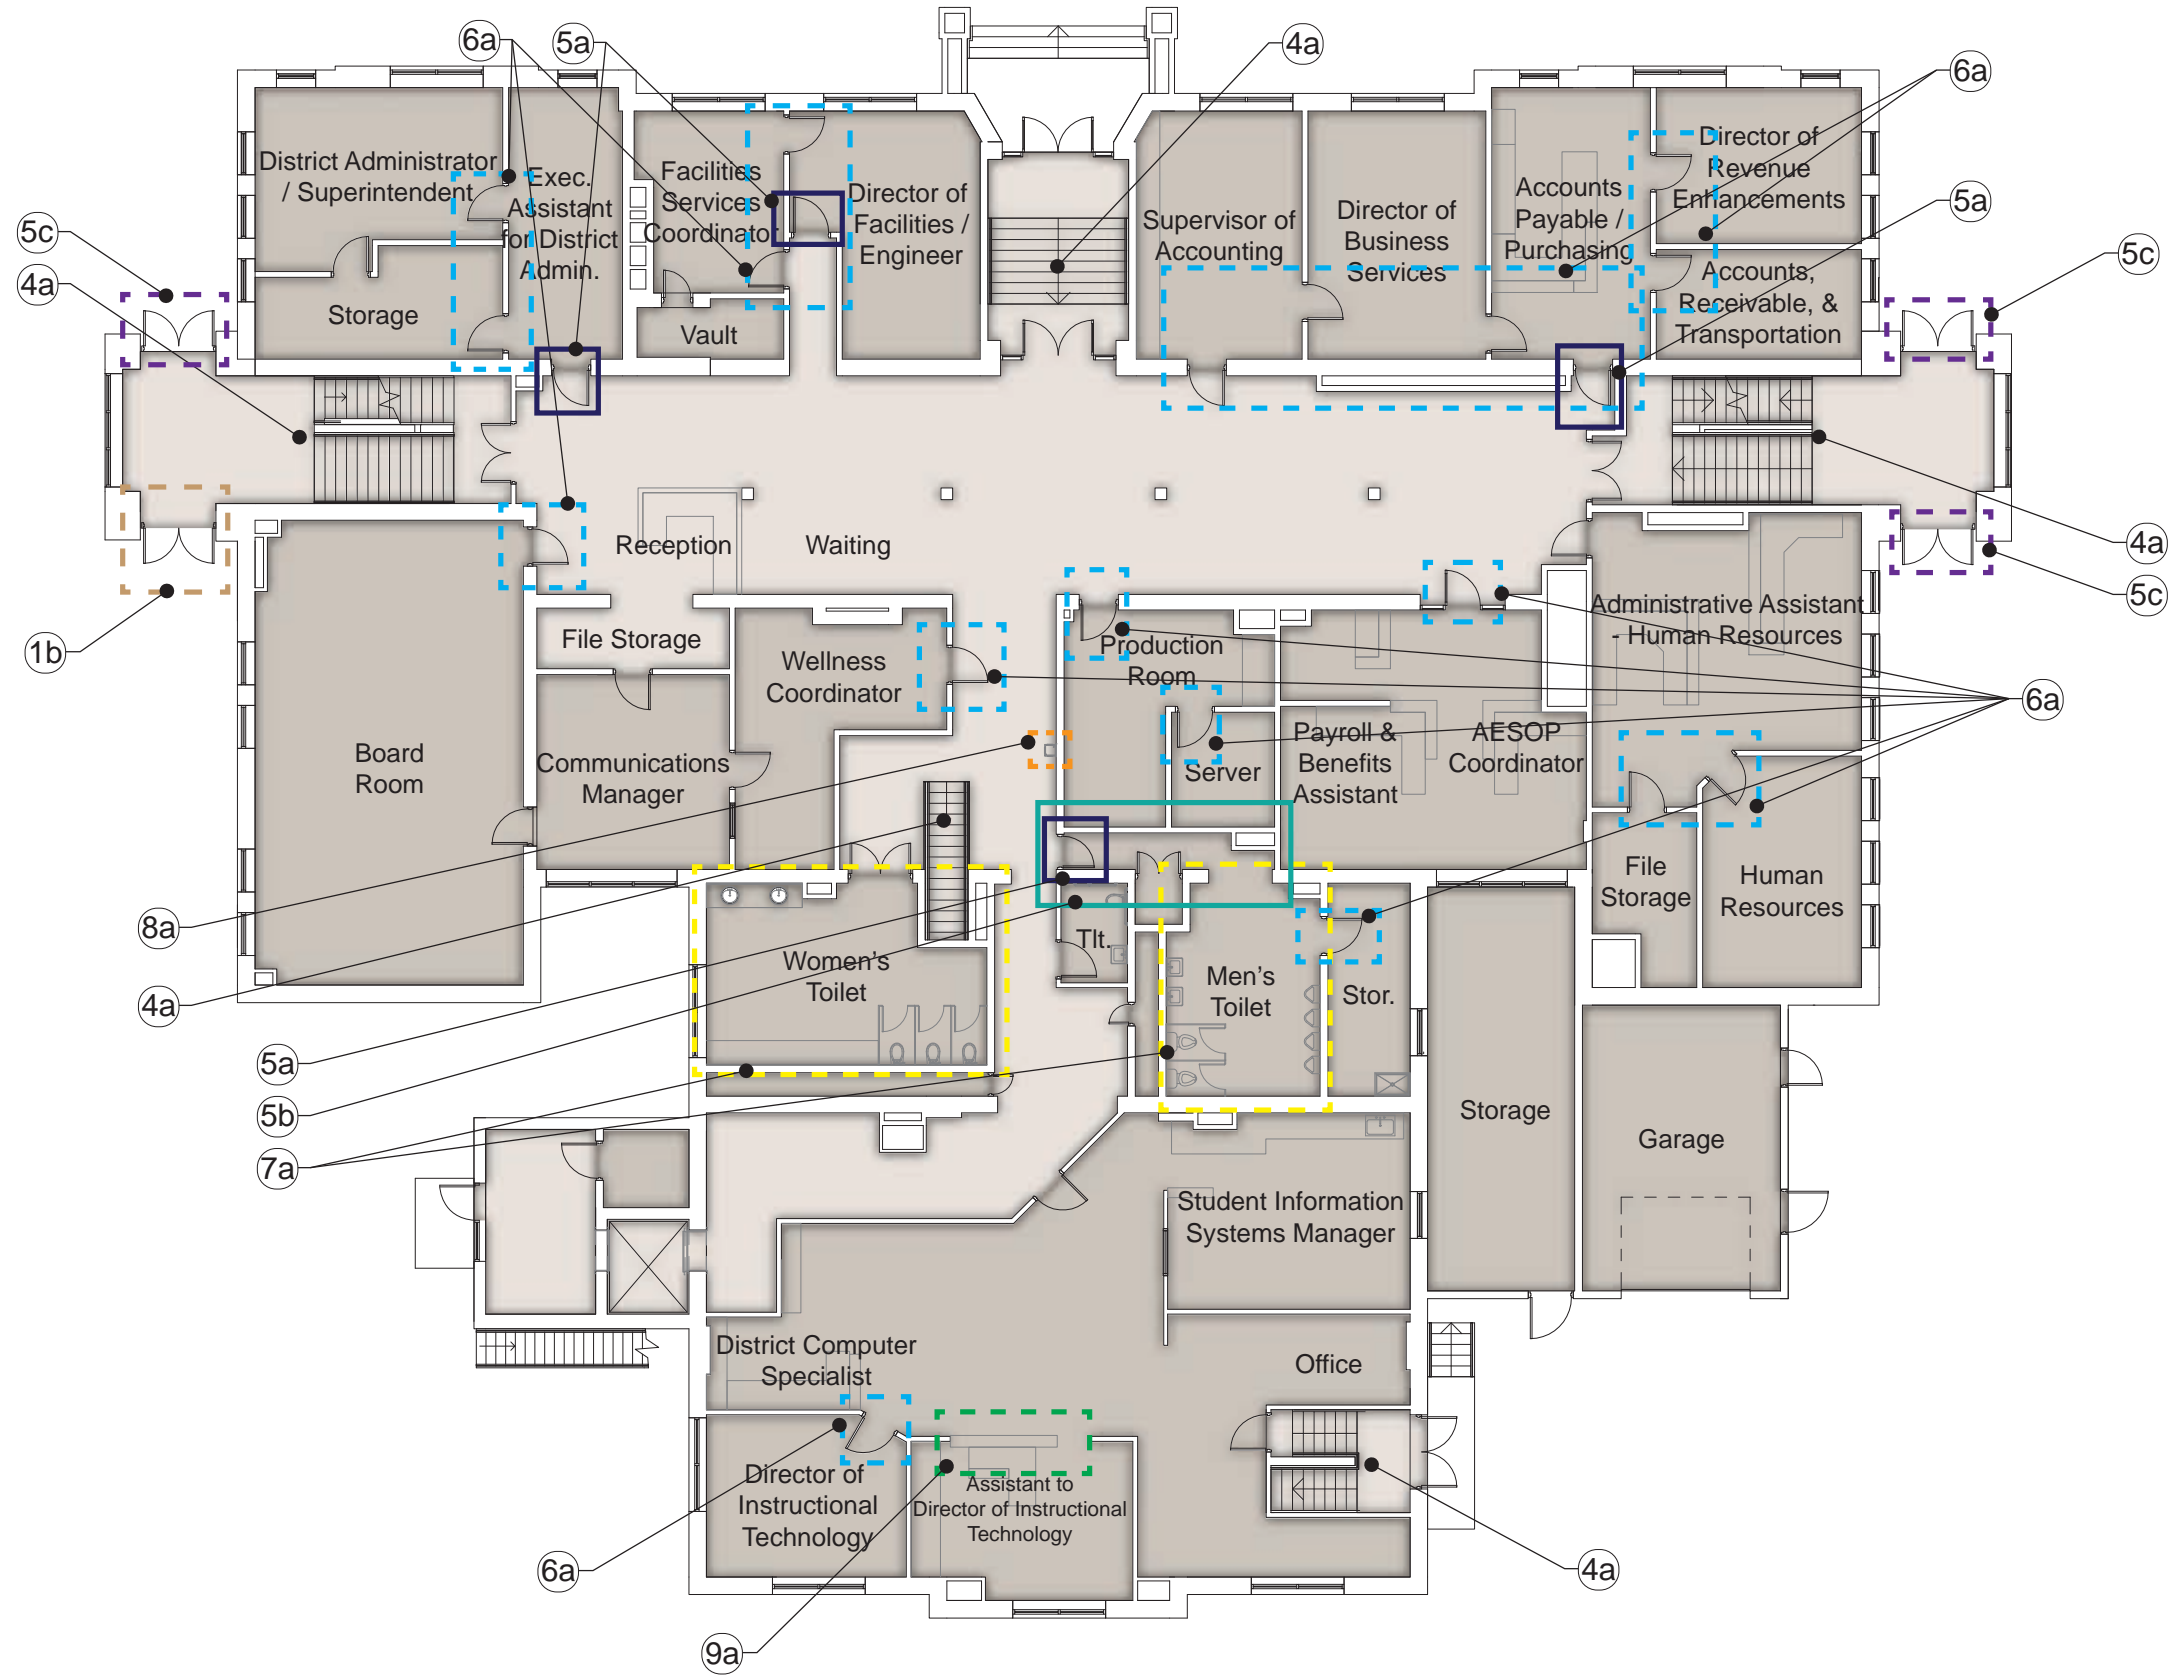 6a
5a
4a
6a
District Administrator
/ Superintendent
Exec.
Assistant
for District
Admin.
Facilities
Services
Coordinator
Director of
Facilities /
Engineer
Supervisor of
Accounting
Director of
Business
Services
Accounts
Payable /
Purchasing
Director of
Revenue
Enhancements
5a
5c
4a
Storage
Vault
Accounts,
Receivable, &
Transportation
5c
4a
5c
Reception
Waiting
1b
File Storage
Wellness
Coordinator
Production
Room
Administrative Assistant
- Human Resources
6a
Board
Room
Communications
Manager
Server
Payroll &
Benefits
Assistant
AESOP
Coordinator
File
Storage
Human
Resources
8a
4a
5a
5b
7a
Women's
Toilet
Tlt.
Men's
Toilet
Stor.
Storage
Garage
Student Information
Systems Manager
District Computer
Specialist
Office
Director of
Instructional
Technology
Assistant to
Director of Instructional
Technology
6a
4a
9a